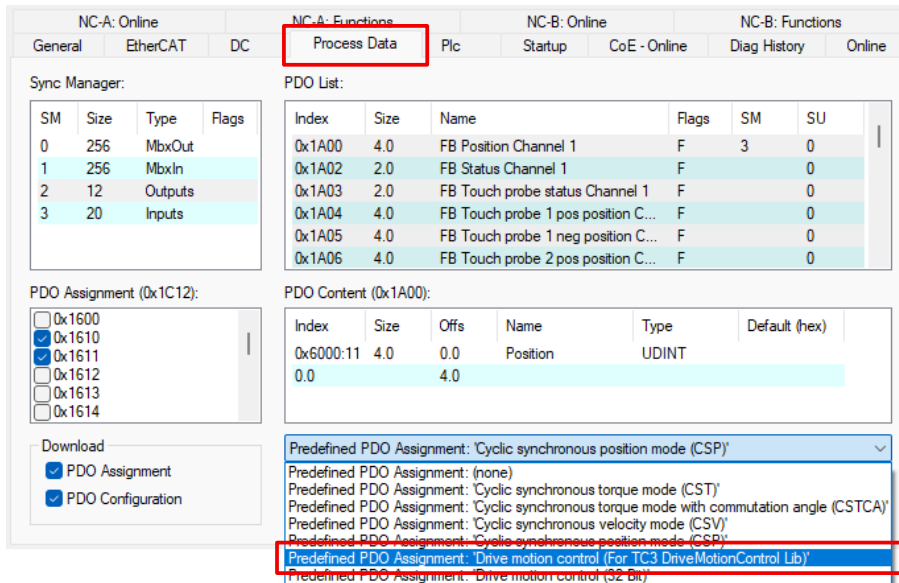 NC-A: Online NC-A: Functions NC-B: Online NC-B: Functions
General EtherCAT DC Process Data Plc Startup CoE - Online Diag History Online
Sync Manager: PDO List:
SM Size Type Flags Index Size Name Flags SM SU
0 256 MbxOut 0x1A00 4.0 FB Position Channel 1 F 3 0
1 256 MbxIn 0x1A02 2.0 FB Status Channel 1 F 0
2 12 Outputs 0x1A03 2.0 FB Touch probe status Channel 1 F 0
3 20 Inputs 0x1A04 4.0 FB Touch probe 1 pos position C... F 0
0x1A05 4.0 FB Touch probe 1 neg position C... F 0
0x1A06 4.0 FB Touch probe 2 pos position C... F 0
PDO Assignment (0x1C12): PDO Content (0x1A00):
0x1600
0x1610
0x1611
0x1612
0x1613
0x1614
Index Size Offs Name Type Default (hex)
0x6000:11 4.0 0.0 Position UDINT
0.0 4.0
Download
PDO Assignment
PDO Configuration
Predefined PDO Assignment: 'Cyclic synchronous position mode (CSP)'
Predefined PDO Assignment: (none)
Predefined PDO Assignment: 'Cyclic synchronous torque mode (CST)'
Predefined PDO Assignment: 'Cyclic synchronous torque mode with commutation angle (CSTCA)'
Predefined PDO Assignment: 'Cyclic synchronous velocity mode (CSV)'
Predefined PDO Assignment: 'Cyclic synchronous position mode (CSP)'
Predefined PDO Assignment: 'Drive motion control (For TC3 DriveMotionControl Lib)'
Predefined PDO Assignment: 'Drive motion control (32 Bit)'